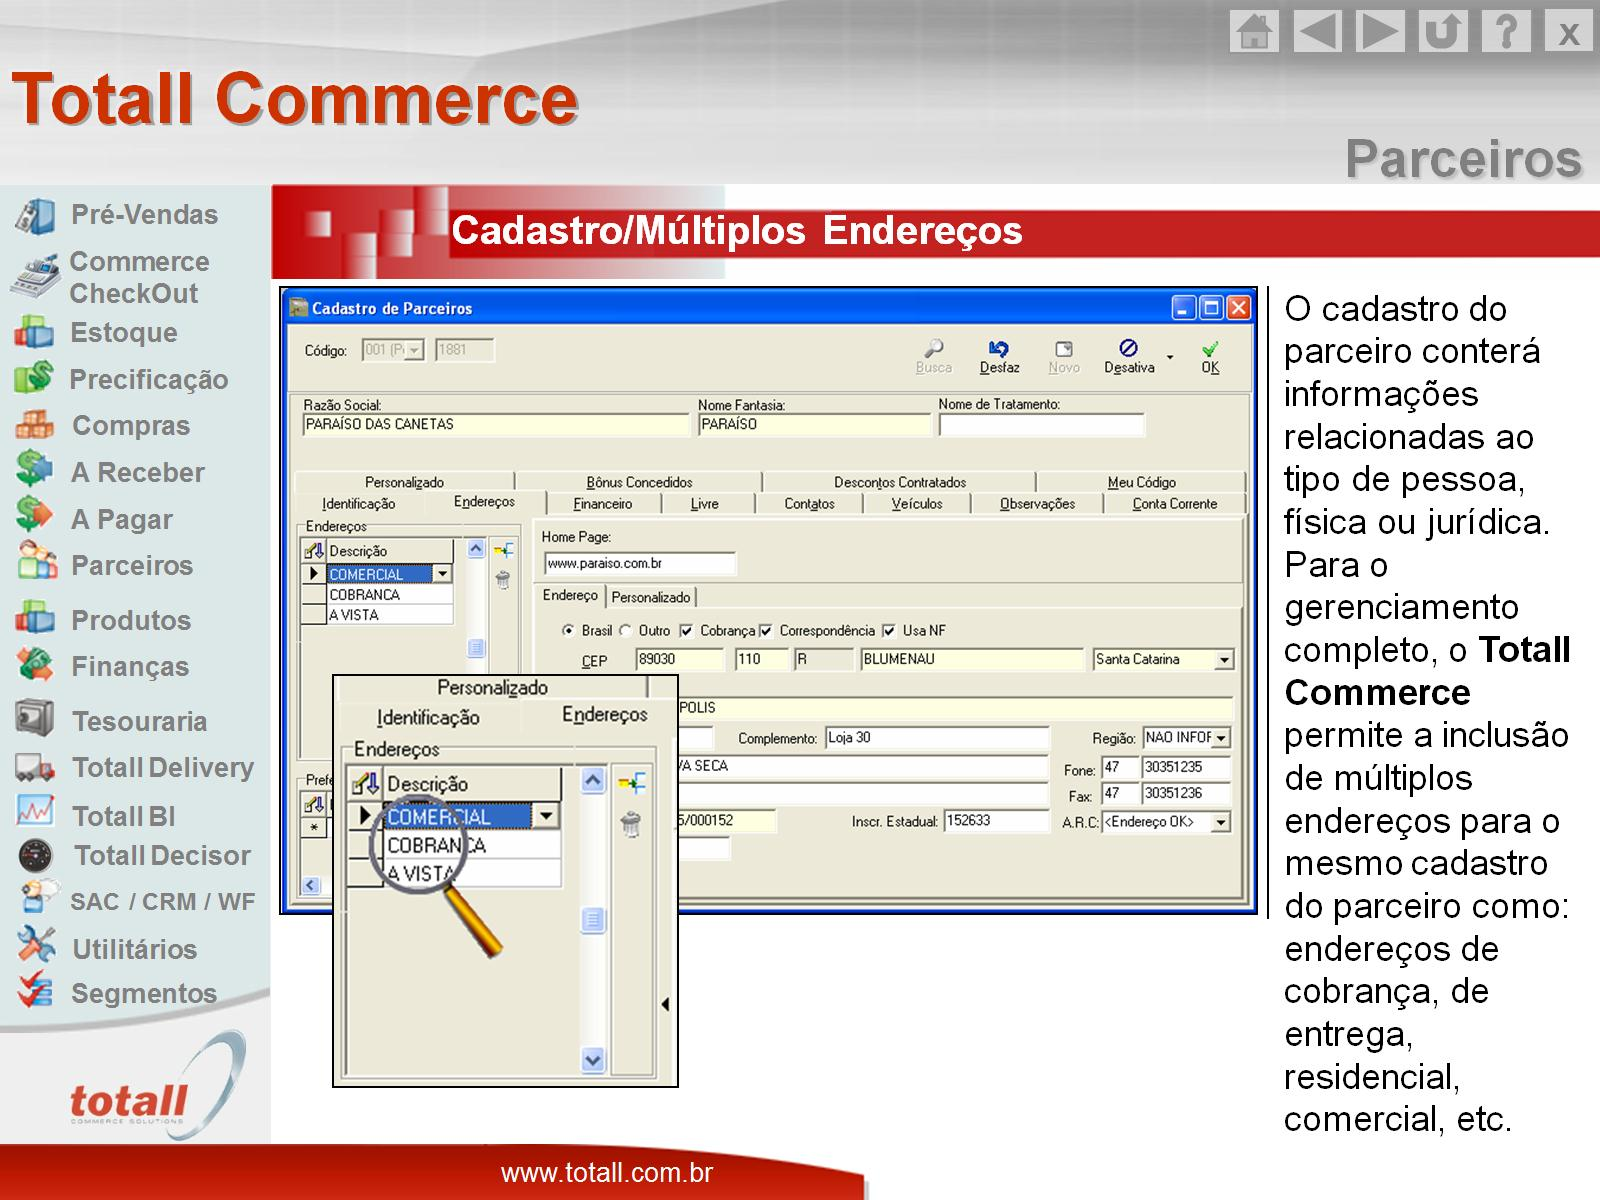 x
Totall Commerce
Parceiros
Pré-Vendas
Commerce
CheckOut
Estoque
Precificação
Compras
A Receber
A Pagar
Parceiros
Produtos
Finanças
Tesouraria
Totall Delivery
Totall BI
Totall Decisor
SAC / CRM / WF
Utilitários
Segmentos
totall
COMMERCE SOLUTIONS
Cadastro/Múltiplos Endereços
Cadastro de Parceiros
Código: 001 (P 1881
Busca Desfaz Novo Desativa OK
Razão Social: Nome Fantasia: Nome de Tratamento:
PARAÍSO DAS CANETAS PARAÍSO
Personalizado Bônus Concedidos Descontos Contratados Meu Código
Identificação Endereços Financeiro Livre Contatos Veículos Observações Conta Corrente
Endereços
Descrição
COMERCIAL
COBRANCA
A VISTA
Home Page:
www.paraiso.com.br
Endereço Personalizado
Brasil Outro Cobrança Correspondência Usa NF
CEP 89030 110 R BLUMENAU Santa Catarina
POLIS
Complemento: Loja 30 Região: NAO INFOR
VA SECA
Fone: 47 30351235
Fax: 47 30351236
5/000152 Inscr. Estadual: 152633 A.R.C: <Endereço OK>
Prefe
*
Personalizado
Identificação Endereços
Endereços
Descrição
COMERCIAL
COBRANCA
A VISTA
O cadastro do
parceiro conterá
informações
relacionadas ao
tipo de pessoa,
física ou jurídica.
Para o
gerenciamento
completo, o Totall
Commerce
permite a inclusão
de múltiplos
endereços para o
mesmo cadastro
do parceiro como:
endereços de
cobrança, de
entrega,
residencial,
comercial, etc.
www.totall.com.br